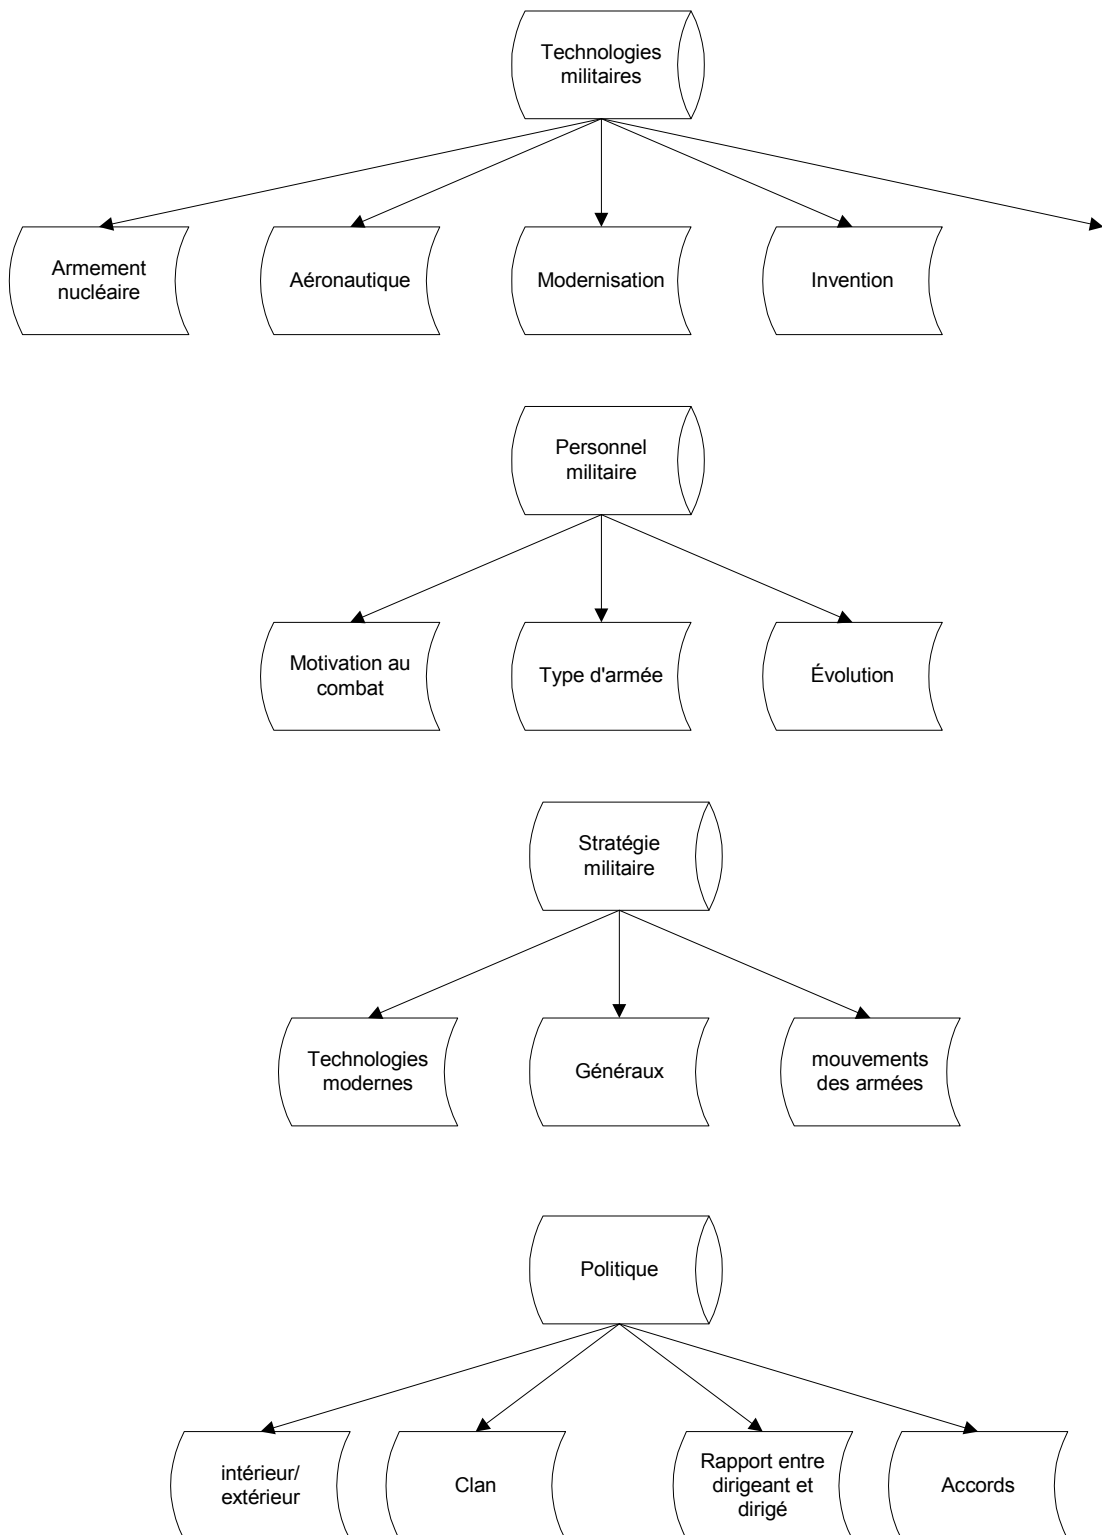 Technologies
militaires
Armement
nucléaire
Aéronautique
Modernisation
Invention
Personnel
militaire
Motivation au
combat
Type d'armée
Évolution
Stratégie
militaire
Technologies
modernes
Généraux
mouvements
des armées
Politique
intérieur/
extérieur
Clan
Rapport entre
dirigeant et
dirigé
Accords